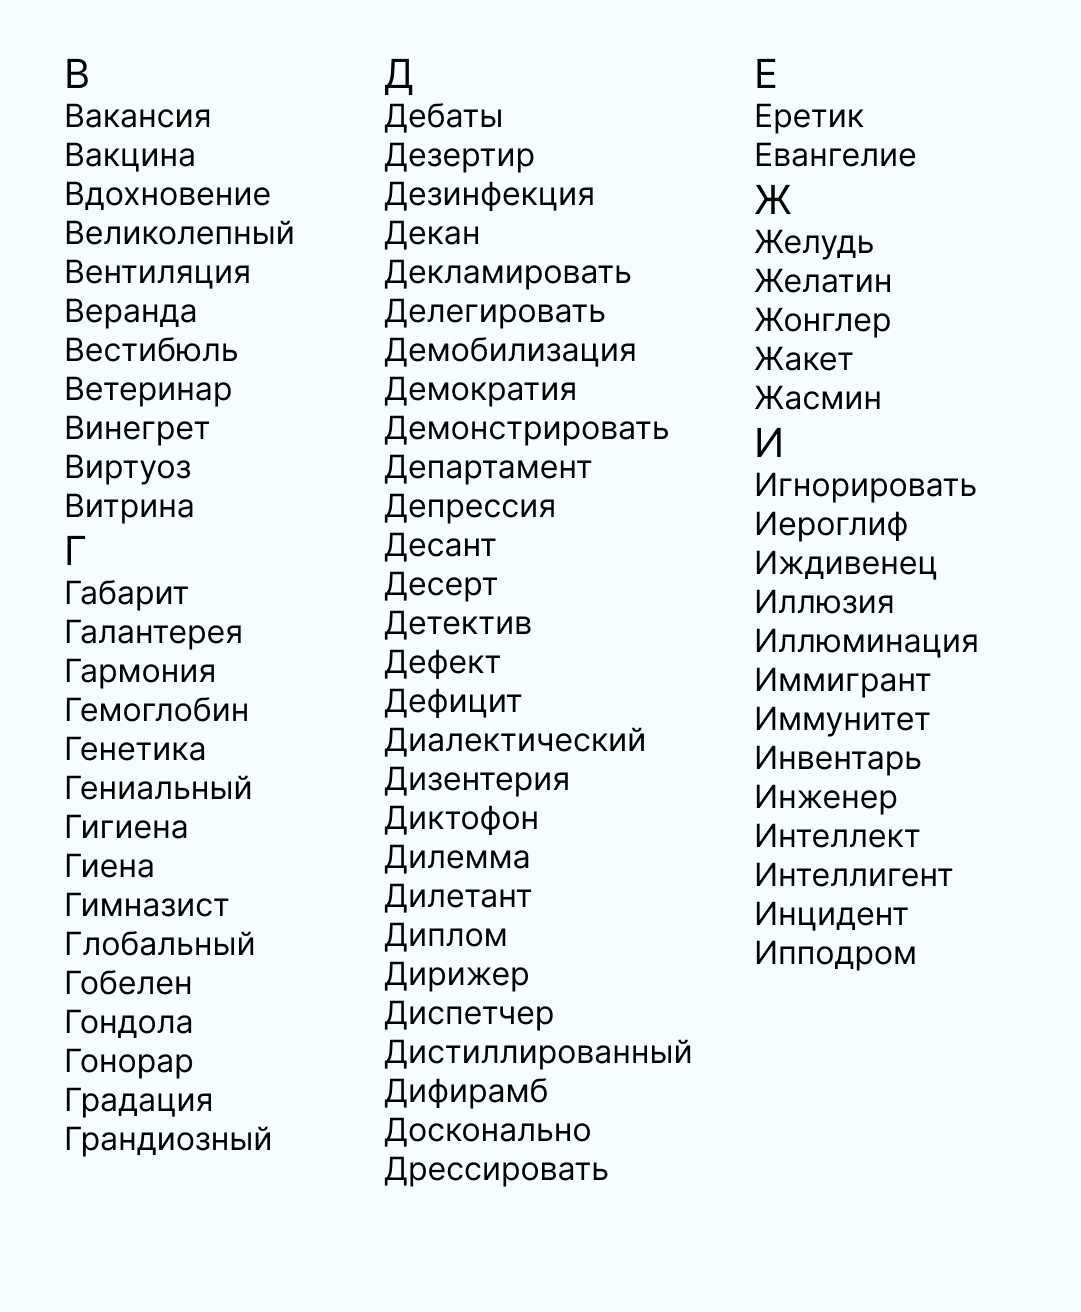 В
Вакансия
Вакцина
Вдохновение
Великолепный
Вентиляция
Веранда
Вестибюль
Ветеринар
Винегрет
Виртуоз
Витрина
Г
Габарит
Галантерея
Гармония
Гемоглобин
Генетика
Гениальный
Гигиена
Гиена
Гимназист
Глобальный
Гобелен
Гондола
Гонорар
Градация
Грандиозный
Д
Дебаты
Дезертир
Дезинфекция
Декан
Декламировать
Делегировать
Демобилизация
Демократия
Демонстрировать
Департамент
Депрессия
Десант
Десерт
Детектив
Дефект
Дефицит
Диалектический
Дизентерия
Диктофон
Дилемма
Дилетант
Диплом
Дирижер
Диспетчер
Дистиллированный
Дифирамб
Досконально
Дрессировать
Е
Еретик
Евангелие
Ж
Желудь
Желатин
Жонглер
Жакет
Жасмин
И
Игнорировать
Иероглиф
Иждивенец
Иллюзия
Иллюминация
Иммигрант
Иммунитет
Инвентарь
Инженер
Интеллект
Интеллигент
Инцидент
Ипподром